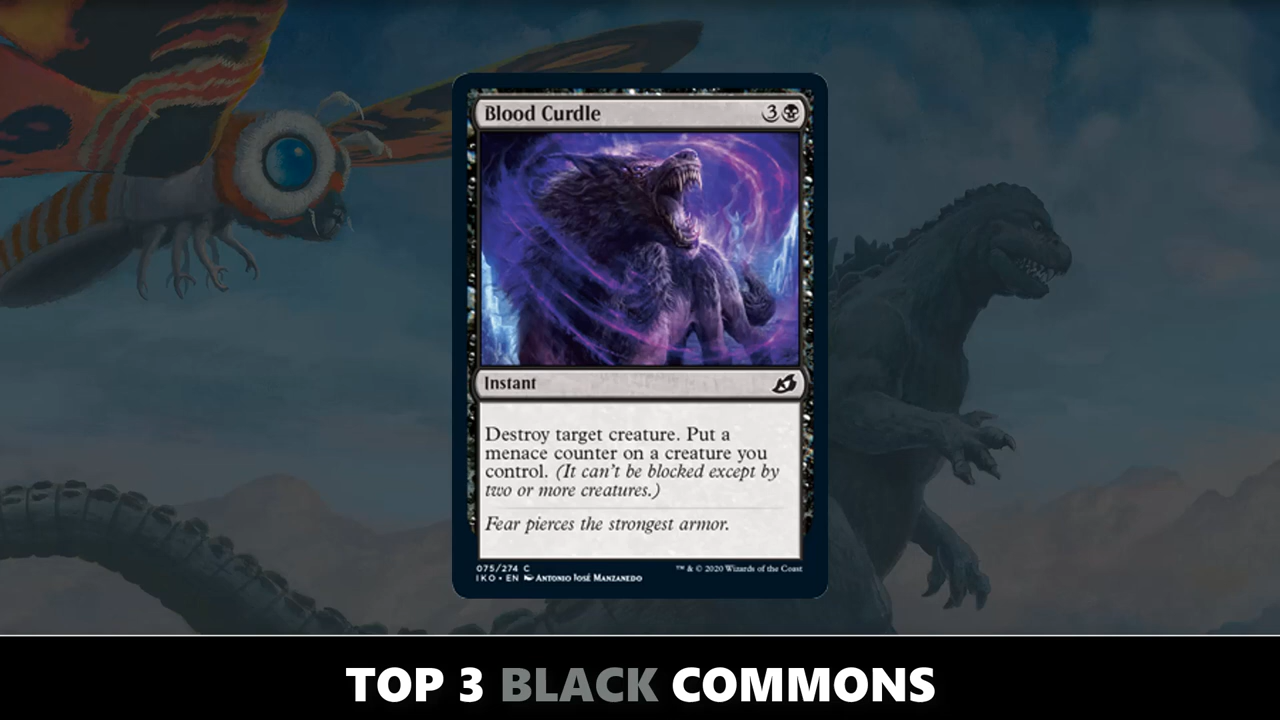 Blood Curdle 3
Instant
Destroy target creature. Put a
menace counter on a creature you
control. (It can't be blocked except by
two or more creatures.)
Fear pierces the strongest armor.
075/274 C ™ & © 2020 Wizards of the Coast
IKO • EN Antonio José Manzanedo
TOP 3 BLACK COMMONS